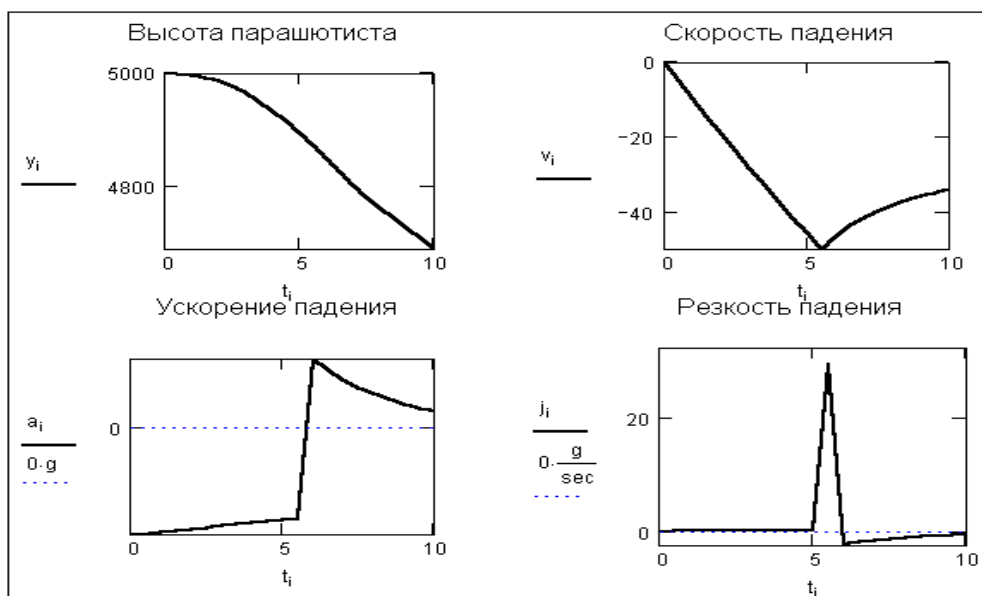 Высота парашютиста
5000
4800
y_i
0
5
10
t_i
Скорость падения
0
−20
−40
v_i
0
5
10
t_i
Ускорение падения
a_i
0·g
0
0
5
10
t_i
Резкость падения
j_i
0·g/sec
20
0
0
5
10
t_i